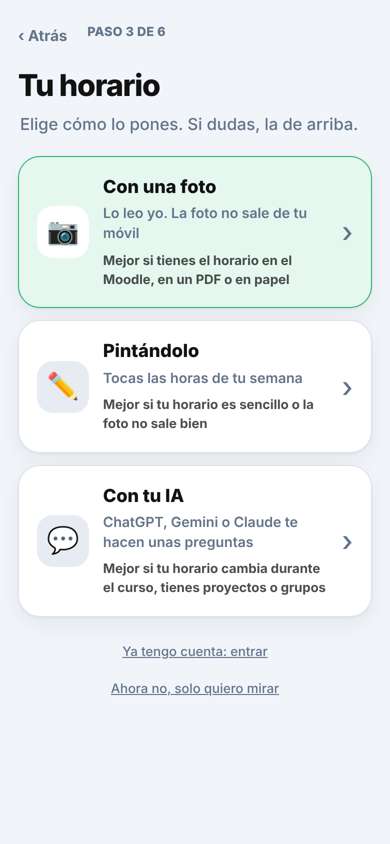 ‹ Atrás PASO 3 DE 6
Tu horario
Elige cómo lo pones. Si dudas, la de arriba.
Con una foto
Lo leo yo. La foto no sale de tu
móvil
Mejor si tienes el horario en el
Moodle, en un PDF o en papel
Pintándolo
Tocas las horas de tu semana
Mejor si tu horario es sencillo o la
foto no sale bien
Con tu IA
ChatGPT, Gemini o Claude te
hacen unas preguntas
Mejor si tu horario cambia durante
el curso, tienes proyectos o grupos
Ya tengo cuenta: entrar
Ahora no, solo quiero mirar